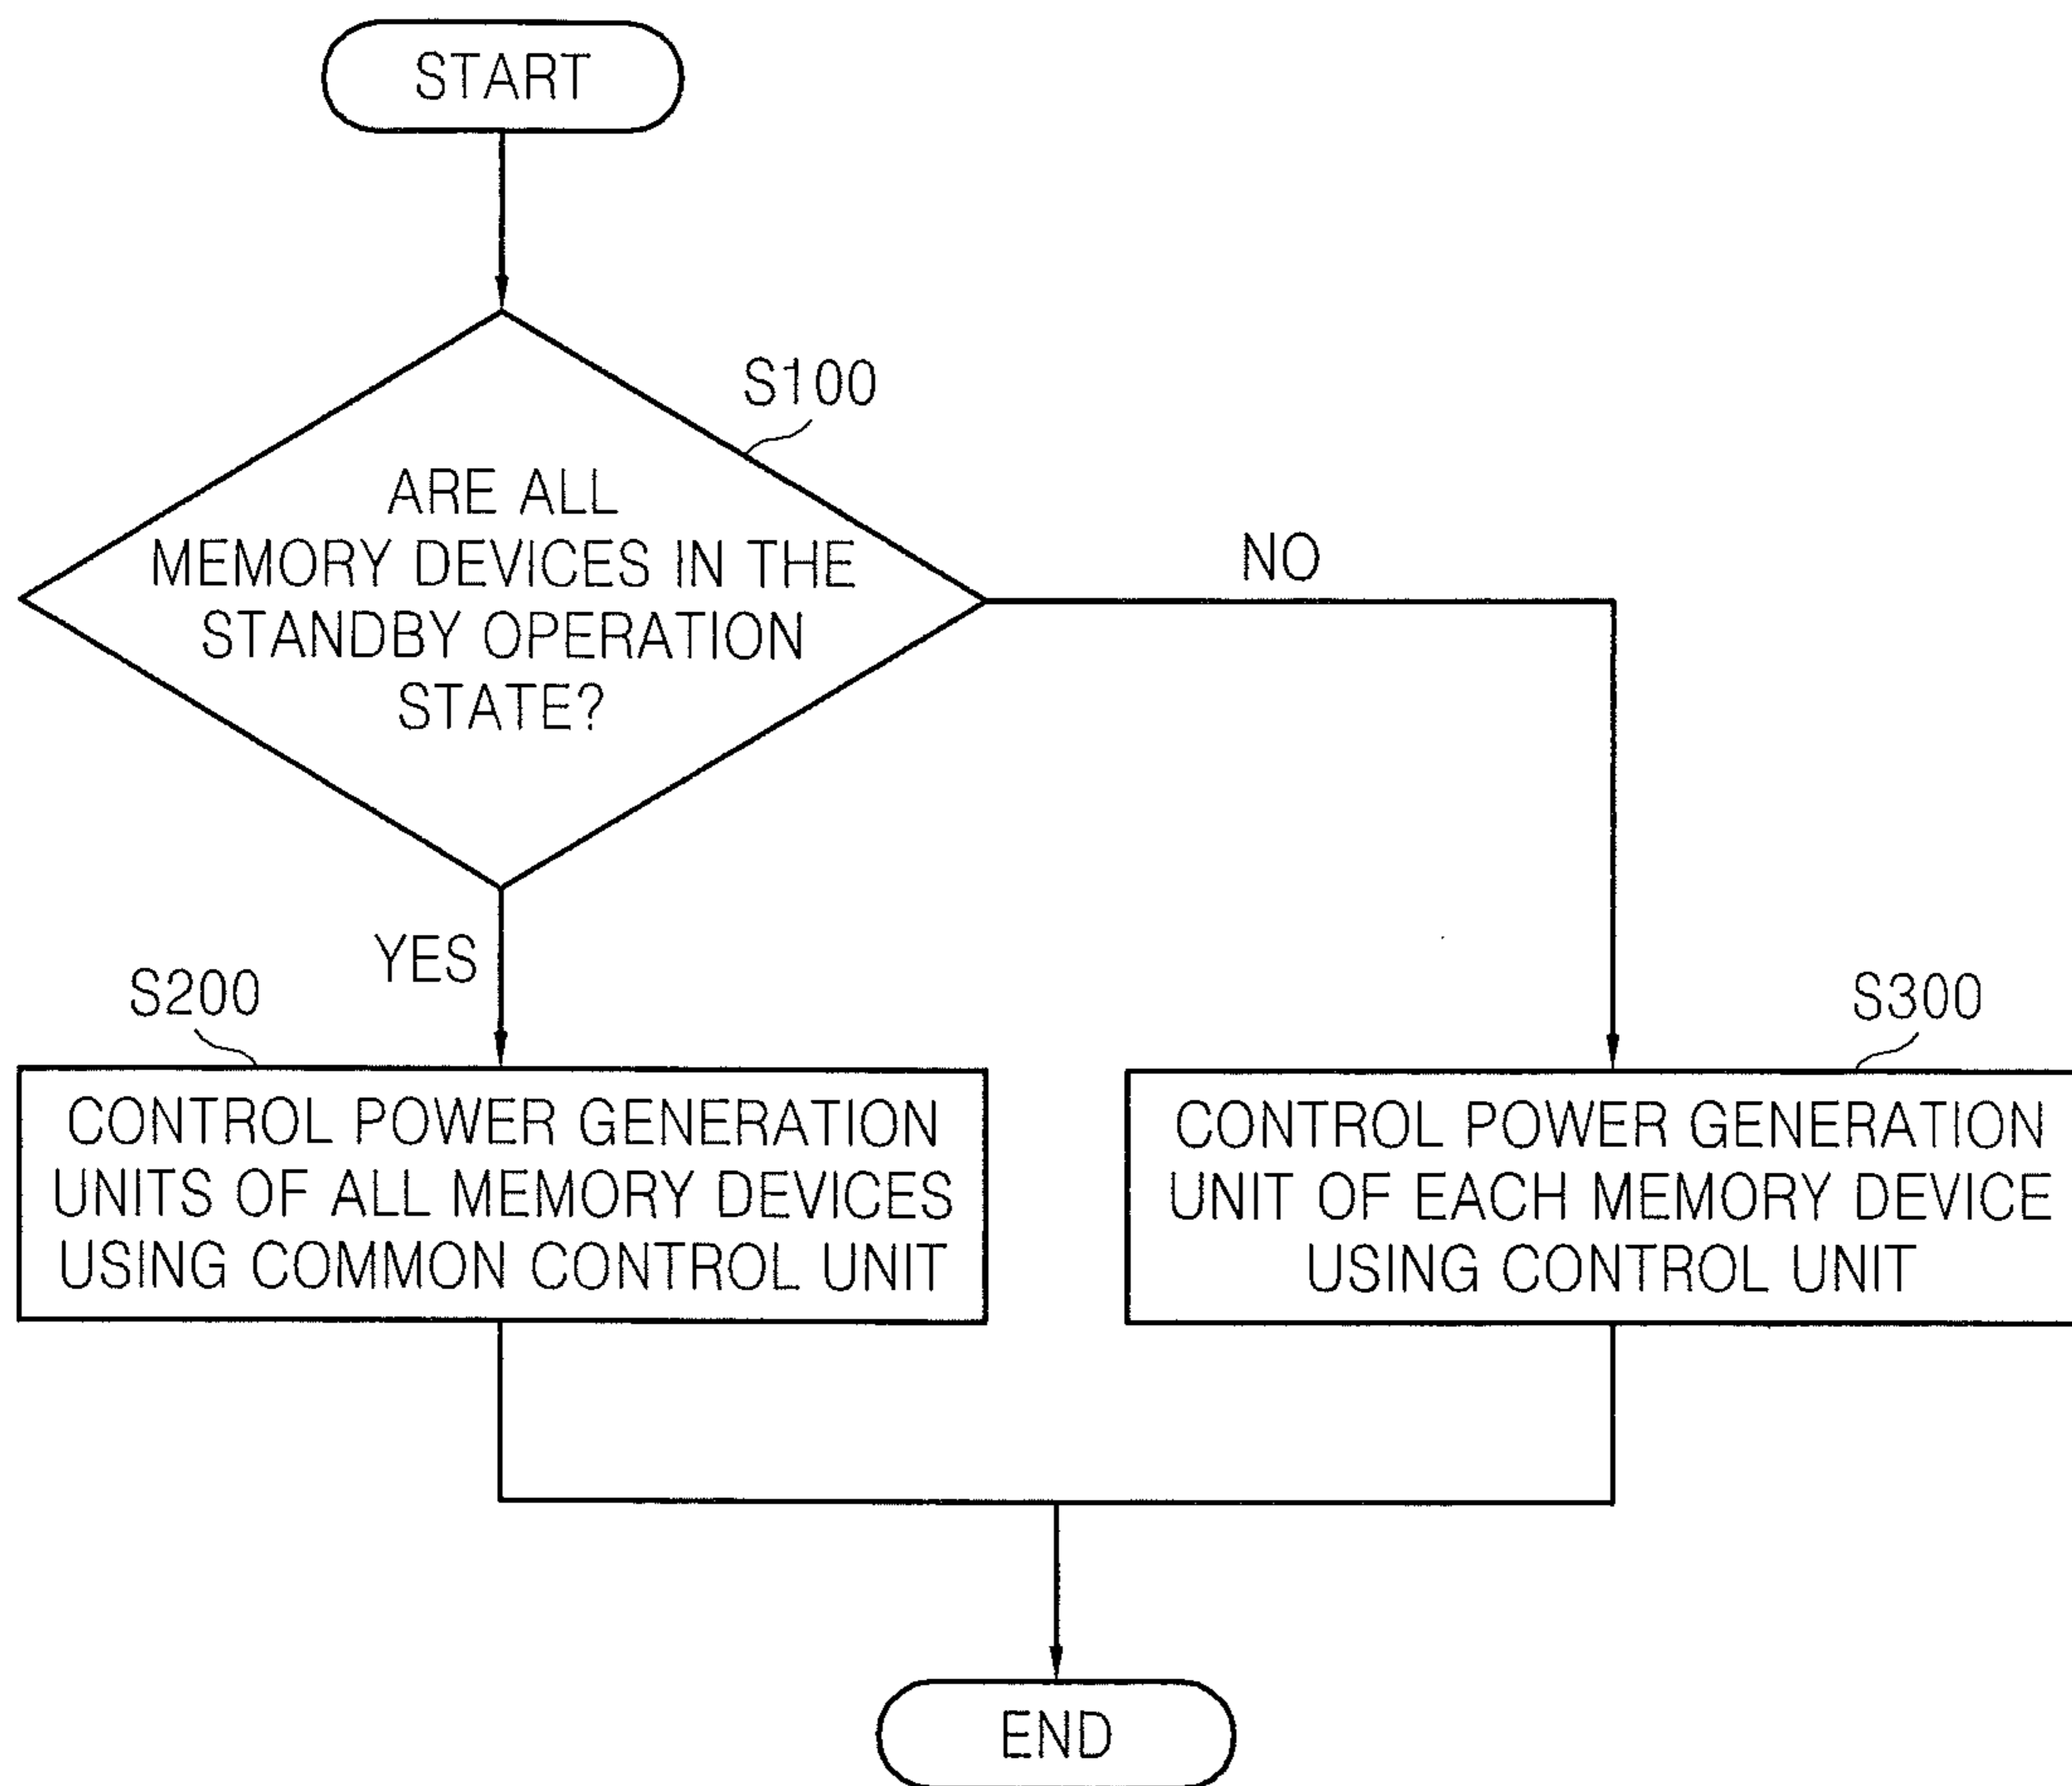 START
S100
ARE ALL
MEMORY DEVICES IN THE
STANDBY OPERATION
STATE?
NO
YES
S200
CONTROL POWER GENERATION
UNITS OF ALL MEMORY DEVICES
USING COMMON CONTROL UNIT
S300
CONTROL POWER GENERATION
UNIT OF EACH MEMORY DEVICE
USING CONTROL UNIT
END